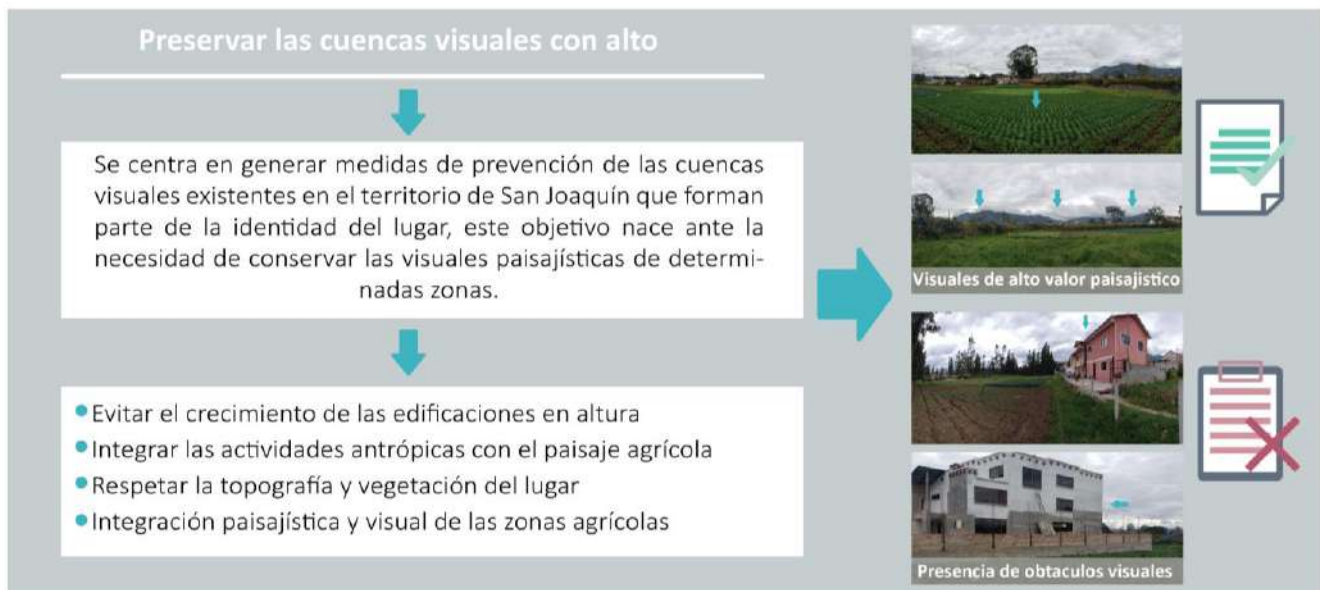 Preservar las cuencas visuales con alto
Se centra en generar medidas de prevención de las cuencas
visuales existentes en el territorio de San Joaquín que forman
parte de la identidad del lugar, este objetivo nace ante la
necesidad de conservar las visuales paisajísticas de determi-
nadas zonas.
Evitar el crecimiento de las edificaciones en altura
Integrar las actividades antrópicas con el paisaje agrícola
Respetar la topografía y vegetación del lugar
Integración paisajística y visual de las zonas agrícolas
Visuales de alto valor paisajistico
Presencia de obtaculos visuales